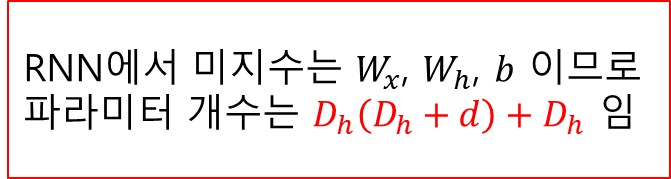 RNN에서 미지수는 Wₓ, Wₕ, b 이므로
파라미터 개수는 Dₕ(Dₕ + d) + Dₕ 임